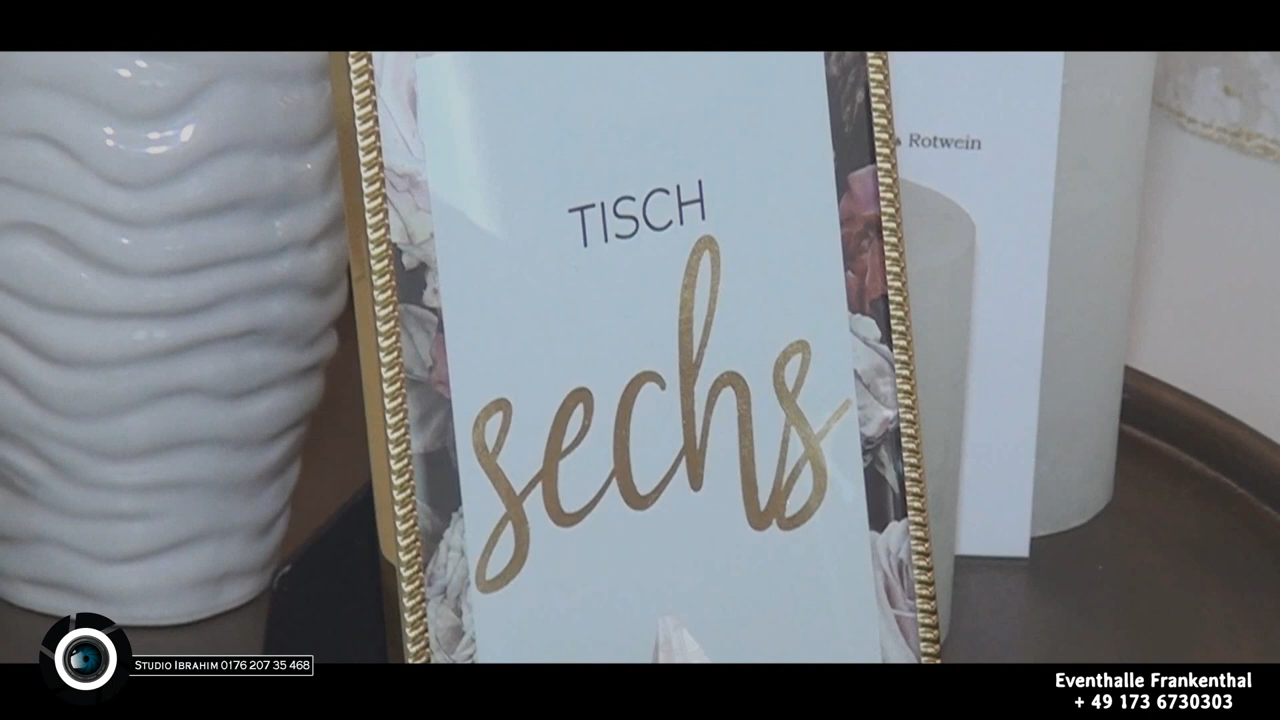 Rotwein
TISCH
sechs
STUDIO IBRAHIM 0176 207 35 468
Eventhalle Frankenthal
+ 49 173 6730303